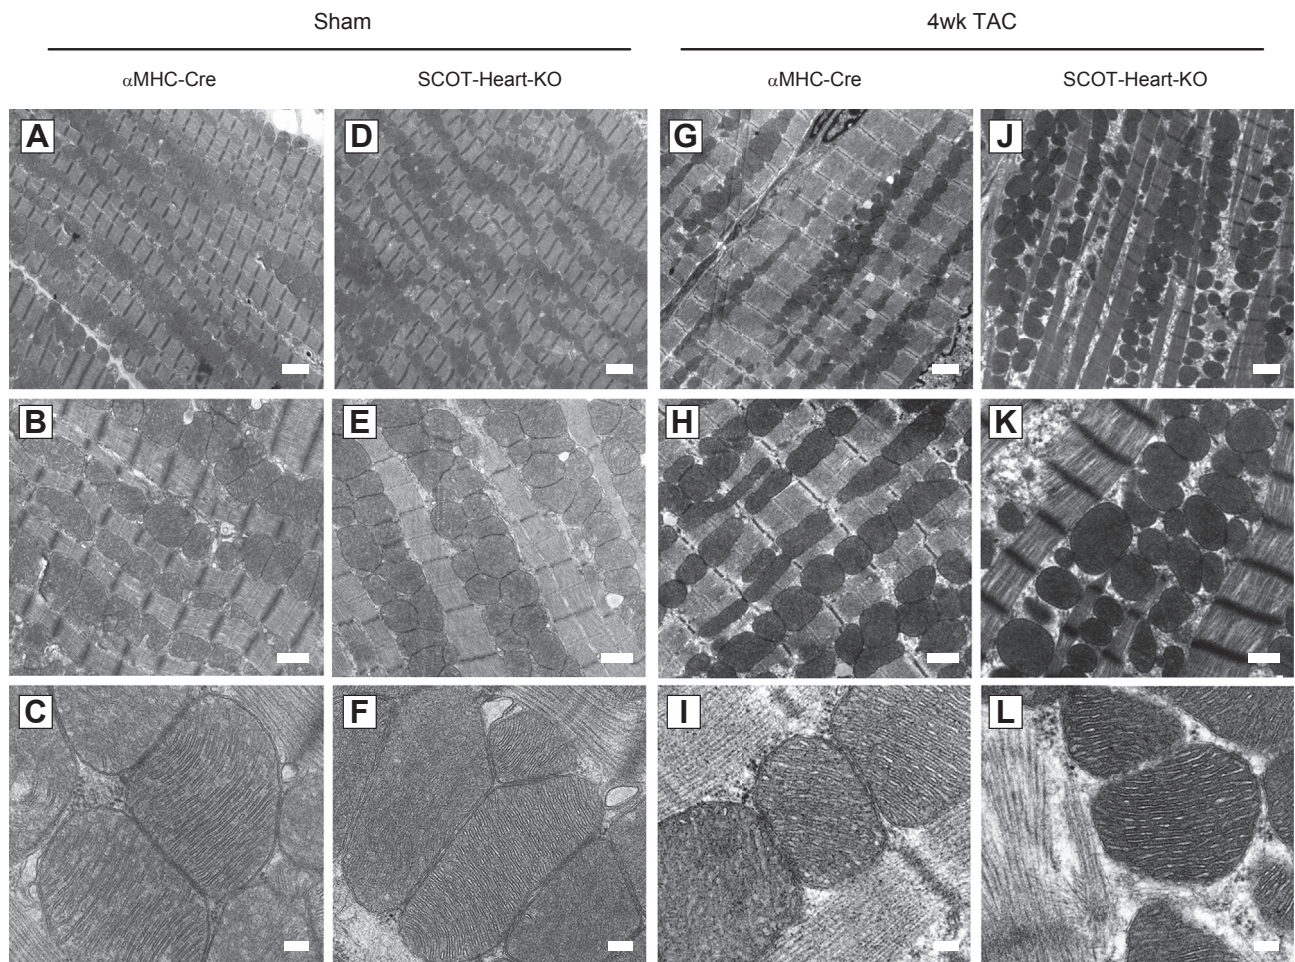 Sham 4wk TAC
αMHC-Cre SCOT-Heart-KO αMHC-Cre SCOT-Heart-KO
A D G J
B E H K
C F I L